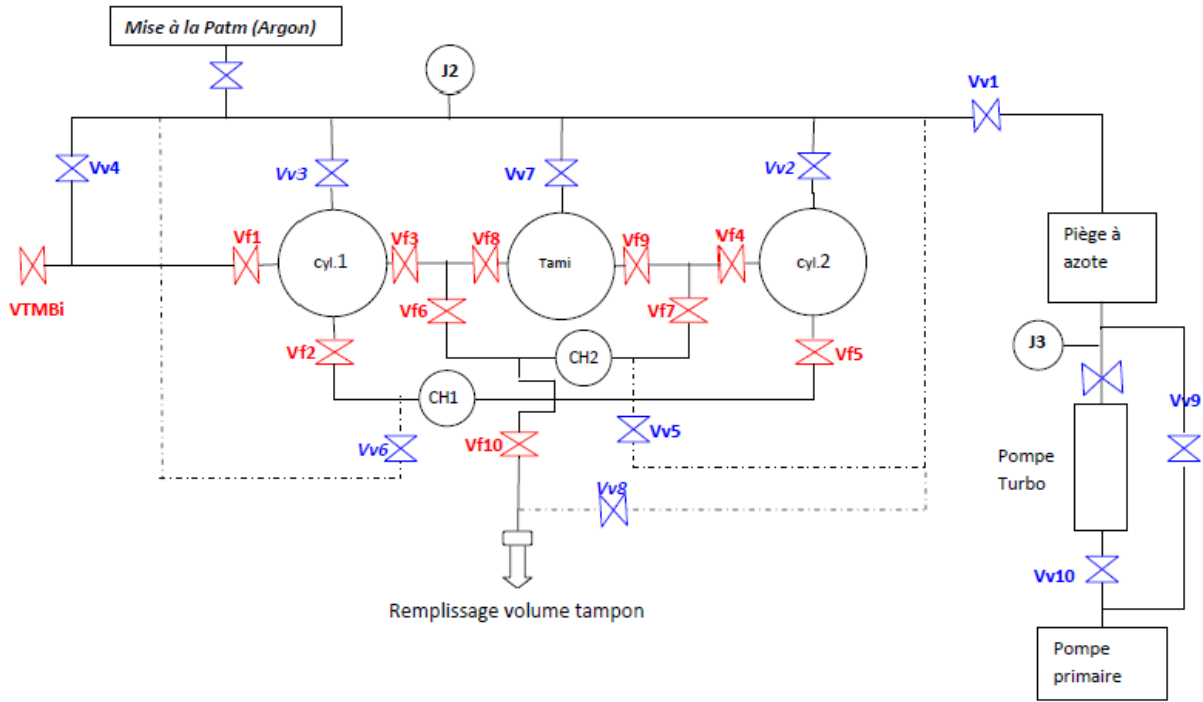 Mise à la Patm (Argon)
J2
Vv1
Vv4
Vv3
Vv7
Vv2
Vf1
Vf3
Vf8
Vf9
Vf4
Cyl.1
Tami
Cyl.2
Piège à
azote
VTMBi
Vf6
Vf7
Vf2
CH2
Vf5
J3
CH1
Vv9
Vv6
Vf10
Vv5
Pompe
Turbo
Vv8
Vv10
Remplissage volume tampon
Pompe
primaire